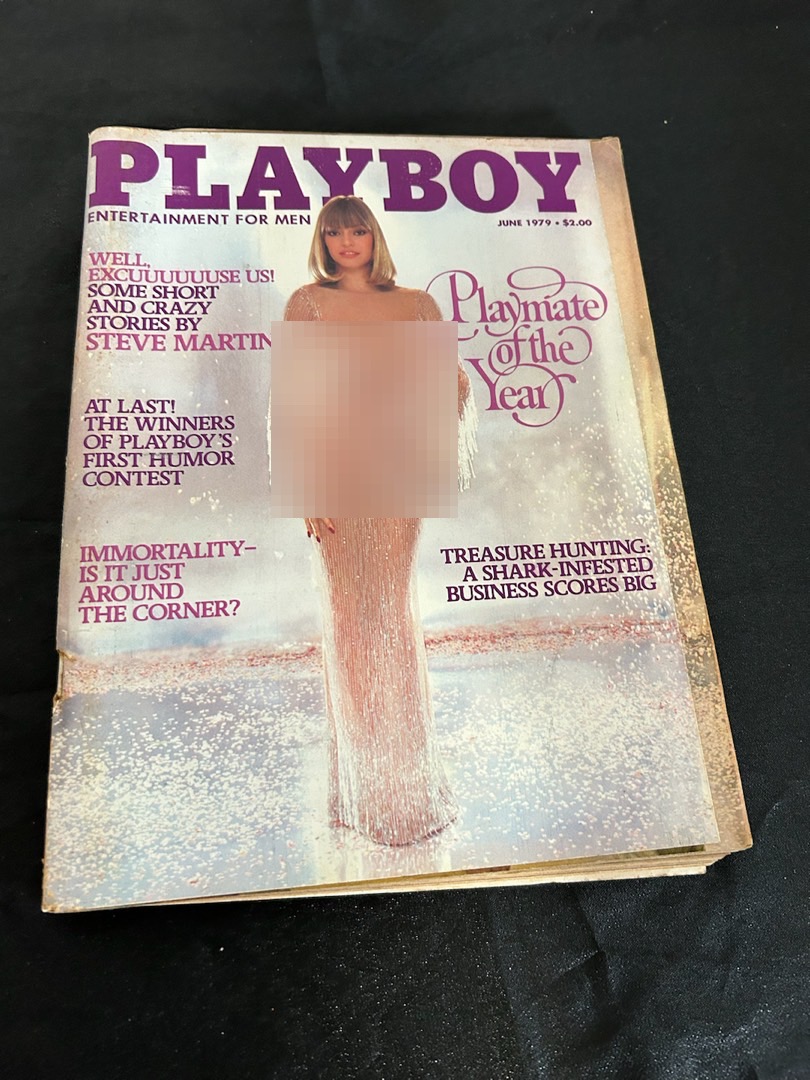 PLAYBOY
ENTERTAINMENT FOR MEN
JUNE 1979 • $2.00
WELL,
EXCUUUUUUSE US!
SOME SHORT
AND CRAZY
STORIES BY
STEVE MARTIN
Playmate
of the
Year
AT LAST!
THE WINNERS
OF PLAYBOY'S
FIRST HUMOR
CONTEST
IMMORTALITY–
IS IT JUST
AROUND
THE CORNER?
TREASURE HUNTING:
A SHARK-INFESTED
BUSINESS SCORES BIG